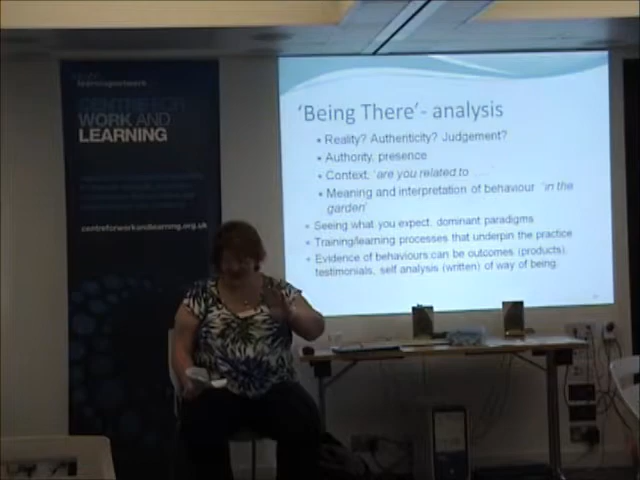 CENTRE FOR
WORK AND
LEARNING
centreforworkandlearning.org.uk
'Being There'- analysis
• Reality? Authenticity? Judgement?
• Authority, presence
• Context, 'are you related to ....'
• Meaning and interpretation of behaviour 'in the
garden'
• Seeing what you expect, dominant paradigms
• Training/learning processes that underpin the practice
• Evidence of behaviours can be outcomes (products),
testimonials, self analysis (written) of way of being.